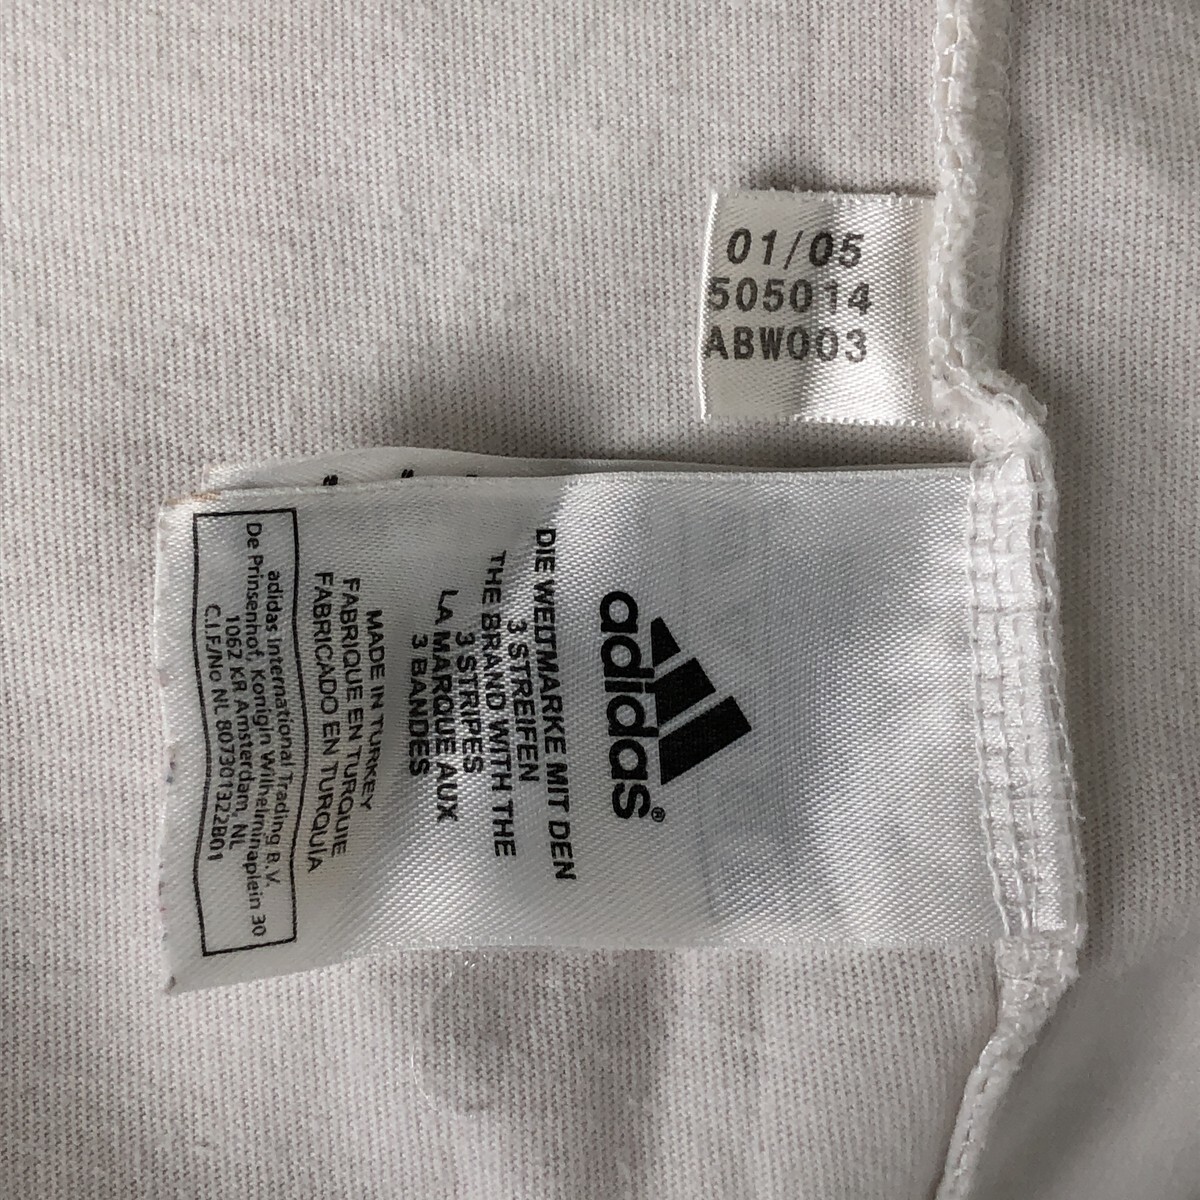 01/05
505014
ABW003
adidas®
DIE WELTMARKE MIT DEN
3 STREIFEN
THE BRAND WITH THE
3 STRIPES
LA MARQUE AUX
3 BANDES
MADE IN TURKEY
FABRIQUE EN TURQUIE
FABRICADO EN TURQUÍA
adidas International Trading B.V.
De Prinsenhof, Konigin Wilhelminaplein 30
1062 KR Amsterdam, NL
C.I.F./No NL 807301322B01